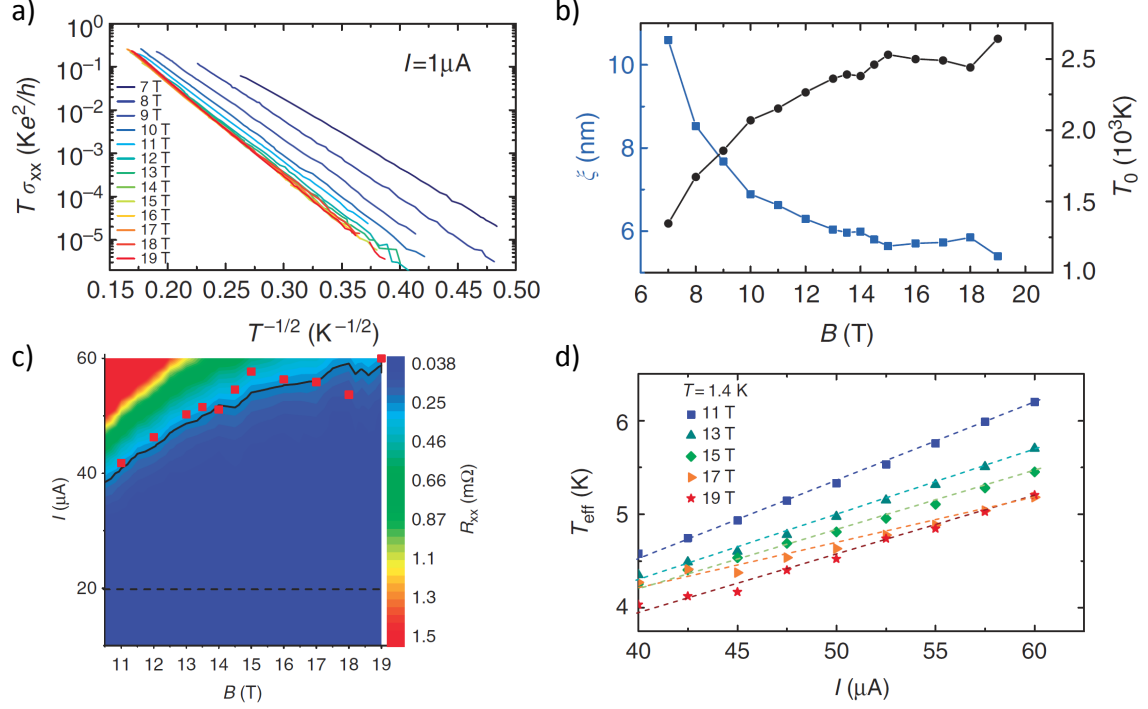 a)
I=1μA
Tσxx (Ke²/h)
10⁰
10⁻¹
10⁻²
10⁻³
10⁻⁴
10⁻⁵
7 T
8 T
9 T
10 T
11 T
12 T
13 T
14 T
15 T
16 T
17 T
18 T
19 T
0.15 0.20 0.25 0.30 0.35 0.40 0.45 0.50
T⁻¹/² (K⁻¹/²)
b)
ξ (nm)
10
8
6
T₀ (10³K)
2.5
2.0
1.5
1.0
6 8 10 12 14 16 18 20
B (T)
c)
I (μA)
60
40
20
11 12 13 14 15 16 17 18 19
B (T)
0.038
0.25
0.46
0.66
0.87
1.1
1.3
1.5
Rxx (mΩ)
d)
T= 1.4 K
11 T
13 T
15 T
17 T
19 T
Teff (K)
6
5
4
40 45 50 55 60
I (μA)